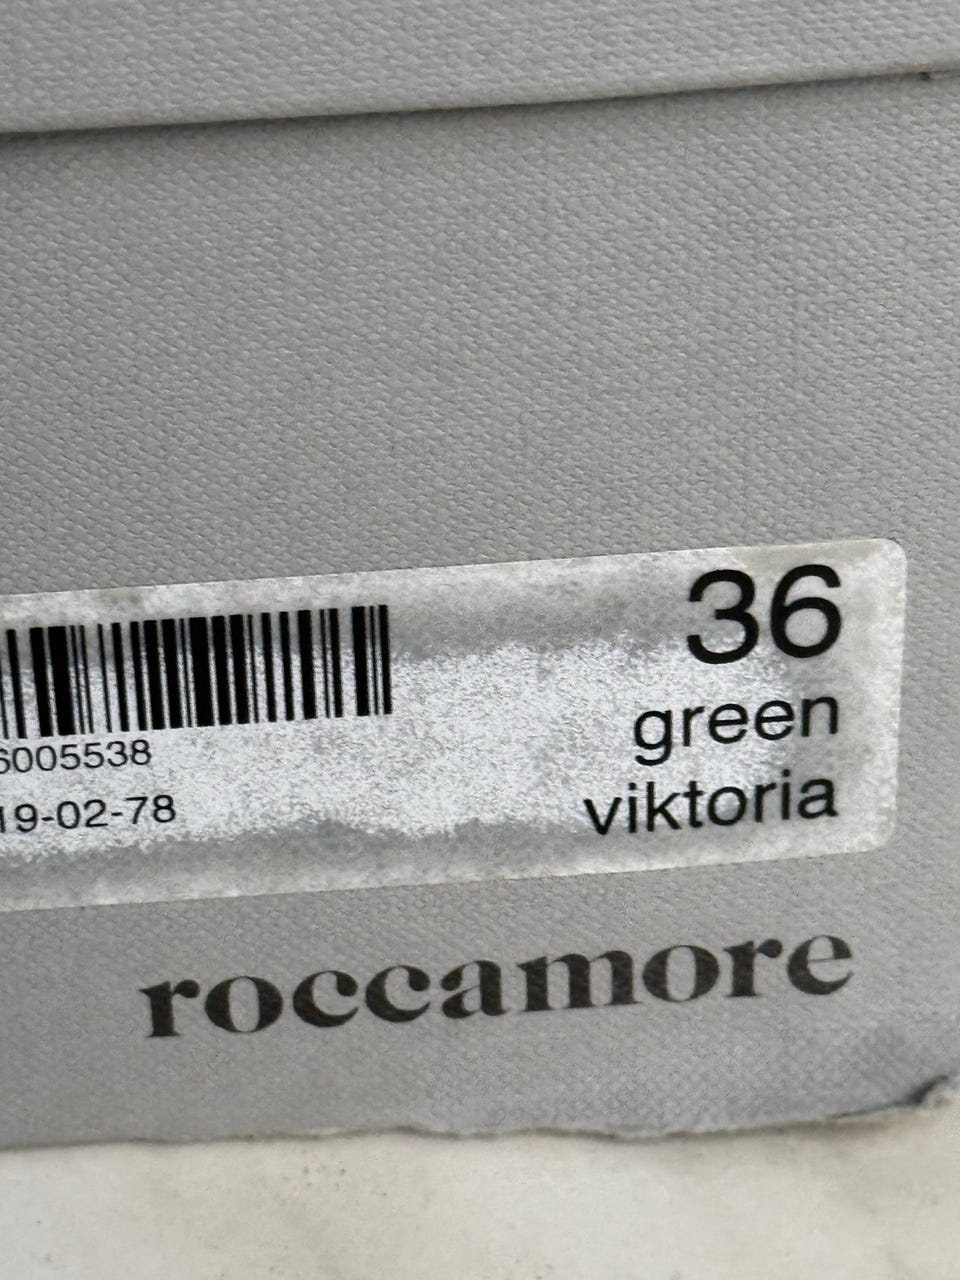 36
green
6005538
viktoria
19-02-78
roccamore